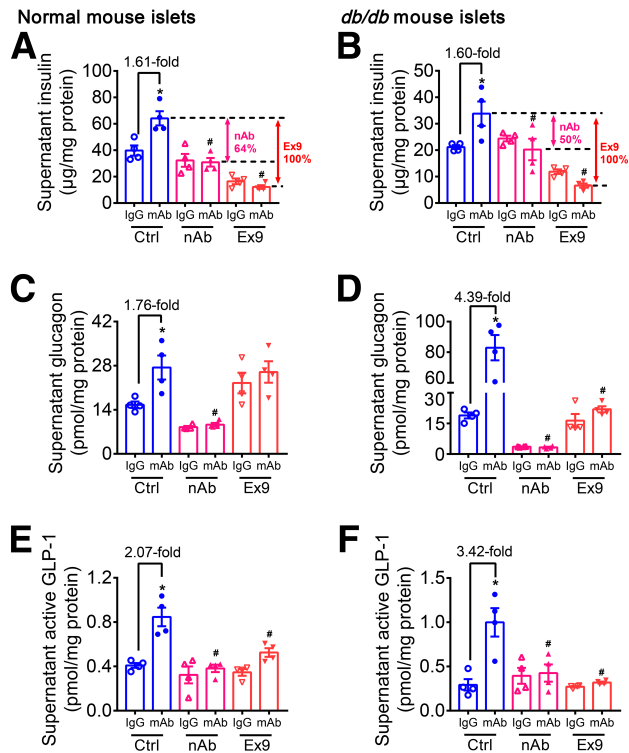 Normal mouse islets
db/db mouse islets
A
1.61-fold
Supernatant insulin
(μg/mg protein)
100
80
60
40
20
0
*
#
#
nAb
64%
Ex9
100%
IgG mAb IgG mAb IgG mAb
Ctrl nAb Ex9
B
1.60-fold
Supernatant insulin
(μg/mg protein)
50
40
30
20
10
0
*
#
#
nAb
50%
Ex9
100%
IgG mAb IgG mAb IgG mAb
Ctrl nAb Ex9
C
1.76-fold
Supernatant glucagon
(pmol/mg protein)
42
28
14
0
*
#
IgG mAb IgG mAb IgG mAb
Ctrl nAb Ex9
D
4.39-fold
Supernatant glucagon
(pmol/mg protein)
100
80
60
30
15
0
*
#
#
IgG mAb IgG mAb IgG mAb
Ctrl nAb Ex9
E
2.07-fold
Supernatant active GLP-1
(pmol/mg protein)
1.2
0.8
0.4
0.0
*
#
#
IgG mAb IgG mAb IgG mAb
Ctrl nAb Ex9
F
3.42-fold
Supernatant active GLP-1
(pmol/mg protein)
1.5
1.0
0.5
0.0
*
#
#
IgG mAb IgG mAb IgG mAb
Ctrl nAb Ex9